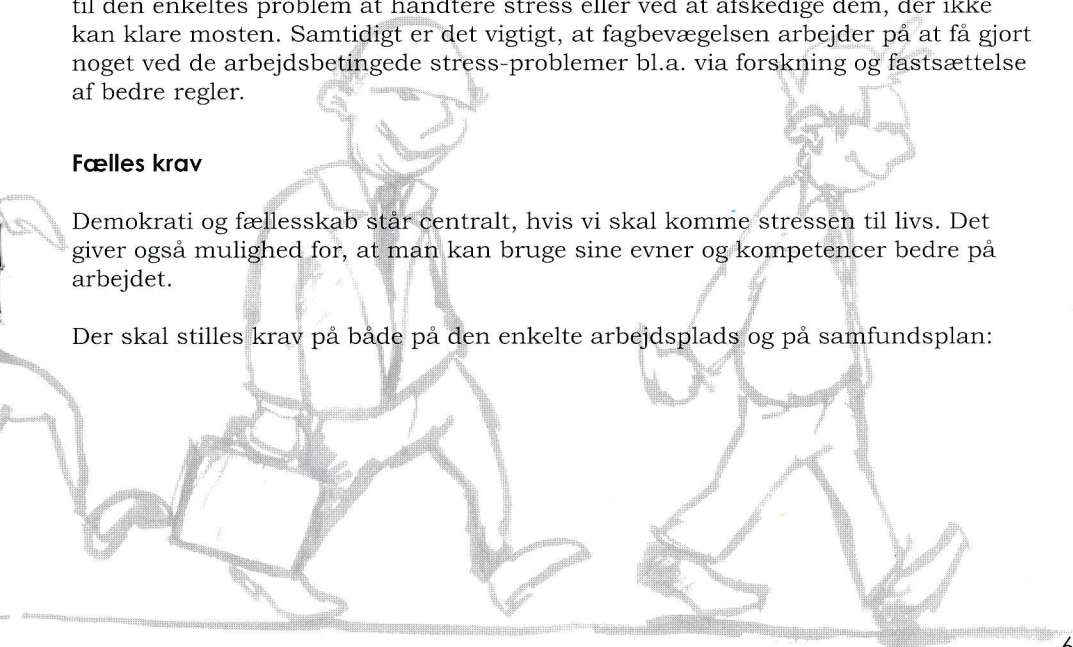 til den enkeltes problem at håndtere stress eller ved at afskedige dem, der ikke
kan klare mosten. Samtidigt er det vigtigt, at fagbevægelsen arbejder på at få gjort
noget ved de arbejdsbetingede stress-problemer bl.a. via forskning og fastsættelse
af bedre regler.
Fælles krav
Demokrati og fællesskab står centralt, hvis vi skal komme stressen til livs. Det
giver også mulighed for, at man kan bruge sine evner og kompetencer bedre på
arbejdet.
Der skal stilles krav på både på den enkelte arbejdsplads og på samfundsplan:
6